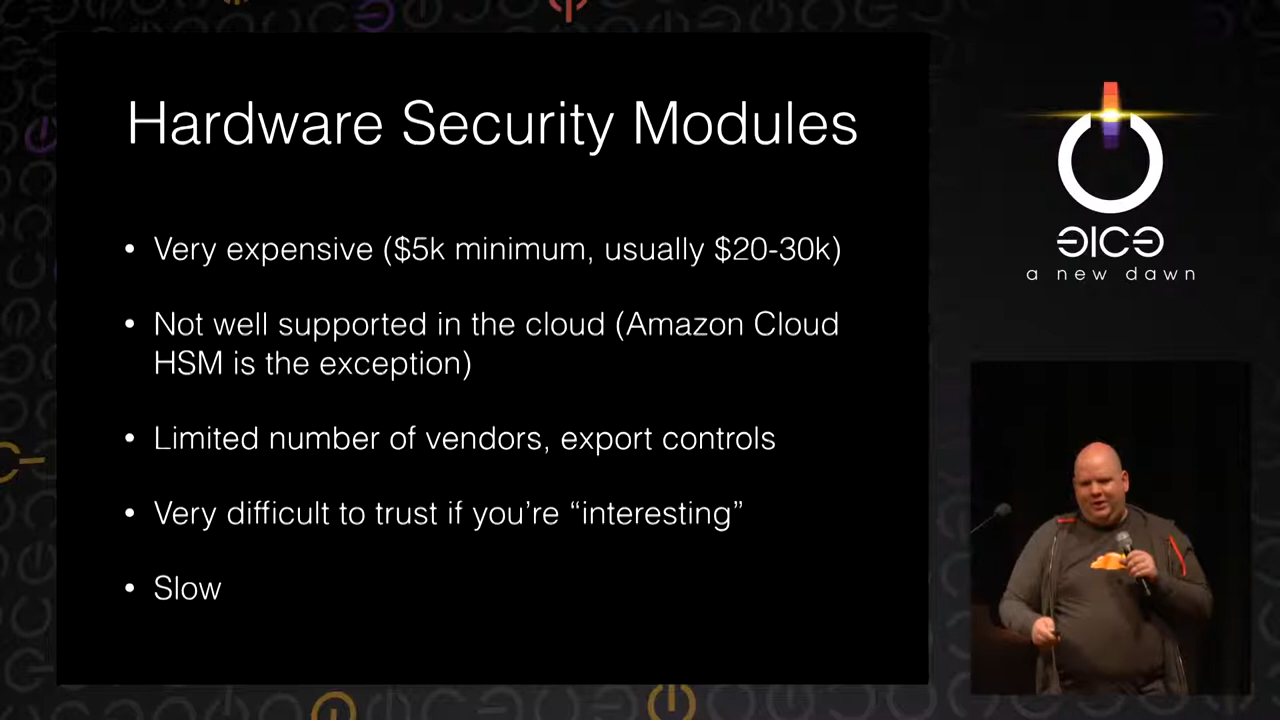 Hardware Security Modules
• Very expensive ($5k minimum, usually $20-30k)
• Not well supported in the cloud (Amazon Cloud
HSM is the exception)
• Limited number of vendors, export controls
• Very difficult to trust if you’re “interesting”
• Slow
a new dawn